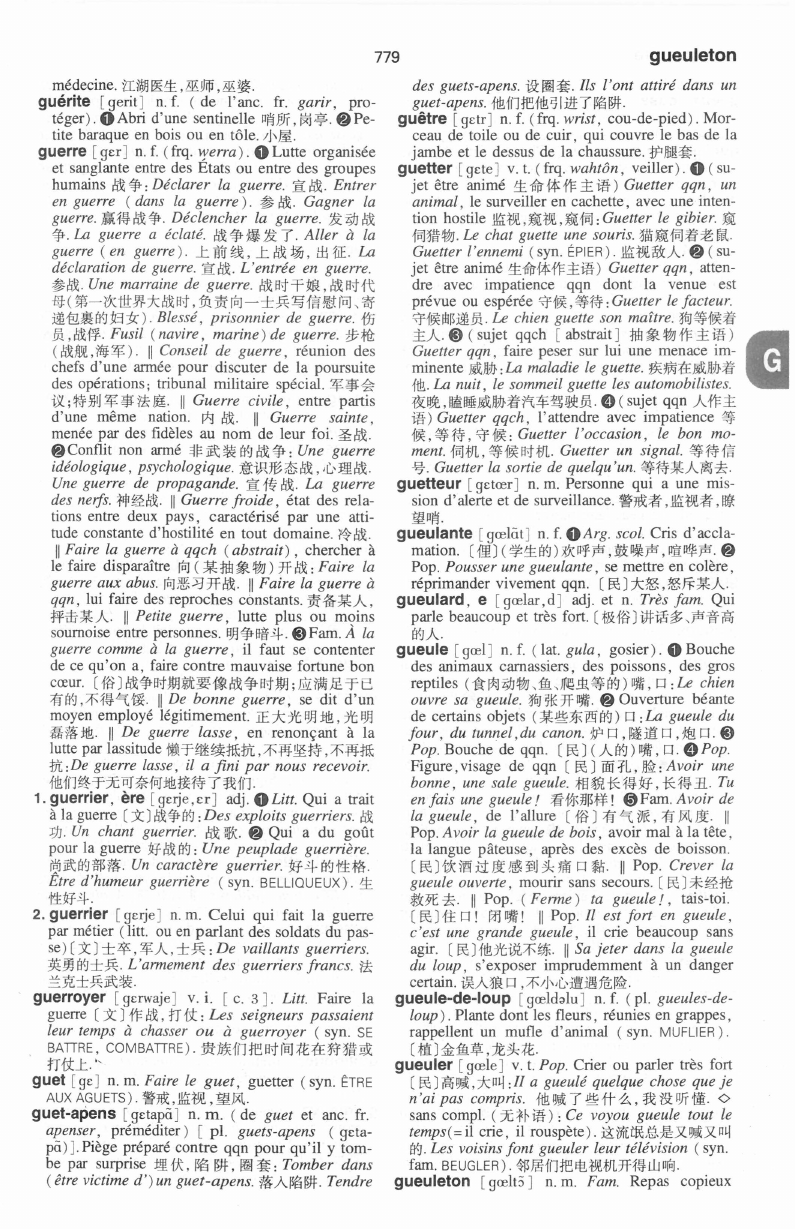 779
gueuleton
médecine. 江湖医生,巫师,巫婆.
guérite [gerit] n. f. ( de l'anc. fr. garir, pro-
téger). ❶Abri d'une sentinelle 哨所,岗亭. ❷Pe-
tite baraque en bois ou en tôle. 小屋.
guerre [gɛr] n. f. (frq. werra). ❶ Lutte organisée
et sanglante entre des États ou entre des groupes
humains 战争: Déclarer la guerre. 宣战. Entrer
en guerre ( dans la guerre). 参战. Gagner la
guerre. 赢得战争. Déclencher la guerre. 发动战
争. La guerre a éclaté. 战争爆发了. Aller à la
guerre ( en guerre). 上前线, 上战场, 出征. La
déclaration de guerre. 宣战. L'entrée en guerre.
参战. Une marraine de guerre. 战时干娘,战时代
母(第一次世界大战时,负责向一士兵写信慰问、寄
递包裹的妇女). Blessé, prisonnier de guerre. 伤
员,战俘. Fusil (navire, marine) de guerre. 步枪
(战舰,海军). ‖ Conseil de guerre, réunion des
chefs d'une armée pour discuter de la poursuite
des opérations; tribunal militaire spécial. 军事会
议;特别军事法庭. ‖ Guerre civile, entre partis
d'une même nation. 内战. ‖ Guerre sainte,
menée par des fidèles au nom de leur foi. 圣战.
❷Conflit non armé 非武装的战争: Une guerre
idéologique, psychologique. 意识形态战,心理战.
Une guerre de propagande. 宣传战. La guerre
des nerfs. 神经战. ‖ Guerre froide, état des rela-
tions entre deux pays, caractérisé par une atti-
tude constante d'hostilité en tout domaine. 冷战.
‖ Faire la guerre à qqch (abstrait), chercher à
le faire disparaître 向(某抽象物)开战: Faire la
guerre aux abus. 向恶习开战. ‖ Faire la guerre à
qqn, lui faire des reproches constants. 责备某人,
抨击某人. ‖ Petite guerre, lutte plus ou moins
sournoise entre personnes. 明争暗斗. ❸Fam. À la
guerre comme à la guerre, il faut se contenter
de ce qu'on a, faire contre mauvaise fortune bon
cœur. 〔俗〕战争时期就要像战争时期;应满足于已
有的,不得气馁. ‖ De bonne guerre, se dit d'un
moyen employé légitimement. 正大光明地,光明
磊落地. ‖ De guerre lasse, en renonçant à la
lutte par lassitude 懒于继续抵抗,不再坚持,不再抵
抗: De guerre lasse, il a fini par nous recevoir.
他们终于无可奈何地接待了我们.
1. guerrier, ère [gɛrje,ɛr] adj. ❶Litt. Qui a trait
à la guerre 〔文〕战争的: Des exploits guerriers. 战
功. Un chant guerrier. 战歌. ❷ Qui a du goût
pour la guerre 好战的: Une peuplade guerrière.
尚武的部落. Un caractère guerrier. 好斗的性格.
Être d'humeur guerrière ( syn. BELLIQUEUX). 生
性好斗.
2. guerrier [gɛrje] n. m. Celui qui fait la guerre
par métier (litt. ou en parlant des soldats du pas-
se)〔文〕士卒,军人,士兵: De vaillants guerriers.
英勇的士兵. L'armement des guerriers francs. 法
兰克士兵武装.
guerroyer [gɛrwaje] v. i. [ c. 3]. Litt. Faire la
guerre 〔文〕作战,打仗: Les seigneurs passaient
leur temps à chasser ou à guerroyer ( syn. SE
BATTRE, COMBATTRE). 贵族们把时间花在狩猎或
打仗上.
guet [gɛ] n. m. Faire le guet, guetter (syn. ÊTRE
AUX AGUETS). 警戒,监视,望风.
guet-apens [gɛtapɑ̃] n. m. ( de guet et anc. fr.
apenser, préméditer) [ pl. guets-apens ( gɛta-
pɑ̃)]. Piège préparé contre qqn pour qu'il y tom-
be par surprise 埋伏, 陷阱, 圈套: Tomber dans
(être victime d') un guet-apens. 落入陷阱. Tendre
des guets-apens. 设圈套. Ils l'ont attiré dans un
guet-apens. 他们把他引进了陷阱.
guêtre [gɛtr] n. f. (frq. wrist, cou-de-pied). Mor-
ceau de toile ou de cuir, qui couvre le bas de la
jambe et le dessus de la chaussure. 护腿套.
guetter [gɛte] v. t. (frq. wahtôn, veiller). ❶ (su-
jet être animé 生命体作主语) Guetter qqn, un
animal, le surveiller en cachette, avec une inten-
tion hostile 监视,窥视,窥伺: Guetter le gibier. 窥
伺猎物. Le chat guette une souris. 猫窥伺着老鼠.
Guetter l'ennemi (syn. ÉPIER). 监视敌人. ❷ (su-
jet être animé 生命体作主语) Guetter qqn, atten-
dre avec impatience qqn dont la venue est
prévue ou espérée 守候,等待: Guetter le facteur.
守候邮递员. Le chien guette son maître. 狗等候着
主人. ❸ (sujet qqch [ abstrait] 抽象物作主语)
Guetter qqn, faire peser sur lui une menace im-
minente 威胁: La maladie le guette. 疾病在威胁着
他. La nuit, le sommeil guette les automobilistes.
夜晚,瞌睡威胁着汽车驾驶员. ❹(sujet qqn 人作主
语) Guetter qqch, l'attendre avec impatience 等
候,等待,守候: Guetter l'occasion, le bon mo-
ment. 伺机,等候时机. Guetter un signal. 等待信
号. Guetter la sortie de quelqu'un. 等待某人离去.
guetteur [gɛtœr] n. m. Personne qui a une mis-
sion d'alerte et de surveillance. 警戒者,监视者,瞭
望哨.
gueulante [gœlɑ̃t] n. f. ❶Arg. scol. Cris d'accla-
mation. 〔俚〕(学生的)欢呼声,鼓噪声,喧哗声. ❷
Pop. Pousser une gueulante, se mettre en colère,
réprimander vivement qqn. 〔民〕大怒,怒斥某人.
gueulard, e [gœlar,d] adj. et n. Très fam. Qui
parle beaucoup et très fort. 〔极俗〕讲话多、声音高
的人.
gueule [gœl] n. f. ( lat. gula, gosier). ❶ Bouche
des animaux carnassiers, des poissons, des gros
reptiles (食肉动物、鱼、爬虫等的)嘴,口: Le chien
ouvre sa gueule. 狗张开嘴. ❷ Ouverture béante
de certains objets (某些东西的)口: La gueule du
four, du tunnel,du canon. 炉口,隧道口,炮口. ❸
Pop. Bouche de qqn. 〔民〕(人的)嘴,口. ❹ Pop.
Figure,visage de qqn 〔民〕面孔,脸: Avoir une
bonne, une sale gueule. 相貌长得好,长得丑. Tu
en fais une gueule! 看你那样! ❺Fam. Avoir de
la gueule, de l'allure 〔俗〕有气派,有风度. ‖
Pop. Avoir la gueule de bois, avoir mal à la tête,
la langue pâteuse, après des excès de boisson.
〔民〕饮酒过度感到头痛口黏. ‖ Pop. Crever la
gueule ouverte, mourir sans secours. 〔民〕未经抢
救死去. ‖ Pop. (Ferme) ta gueule!, tais-toi.
〔民〕住口! 闭嘴! ‖ Pop. Il est fort en gueule,
c'est une grande gueule, il crie beaucoup sans
agir. 〔民〕他光说不练. ‖ Sa jeter dans la gueule
du loup, s'exposer imprudemment à un danger
certain. 误入狼口,不小心遭遇危险.
gueule-de-loup [gœldəlu] n. f. (pl. gueules-de-
loup). Plante dont les fleurs, réunies en grappes,
rappellent un mufle d'animal ( syn. MUFLIER).
〔植〕金鱼草,龙头花.
gueuler [gœle] v. t. Pop. Crier ou parler très fort
〔民〕高喊,大叫: Il a gueulé quelque chose que je
n'ai pas compris. 他喊了些什么,我没听懂. ◇
sans compl. (无补语): Ce voyou gueule tout le
temps(= il crie, il rouspète). 这流氓总是又喊又叫
的. Les voisins font gueuler leur télévision (syn.
fam. BEUGLER). 邻居们把电视机开得山响.
gueuleton [gœltɔ̃] n. m. Fam. Repas copieux
G